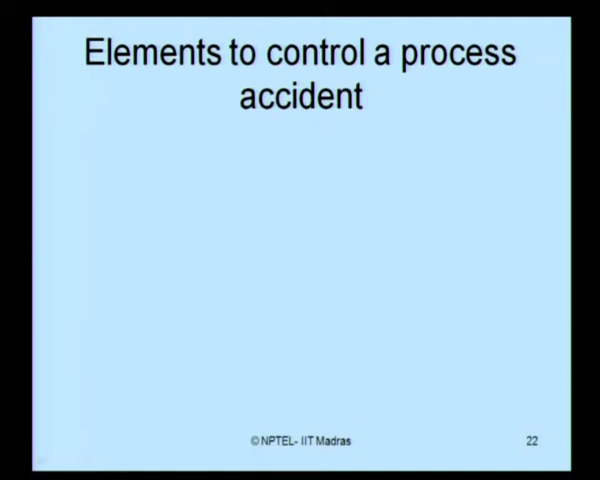 Elements to control a process
accident
© NPTEL- IIT Madras
22